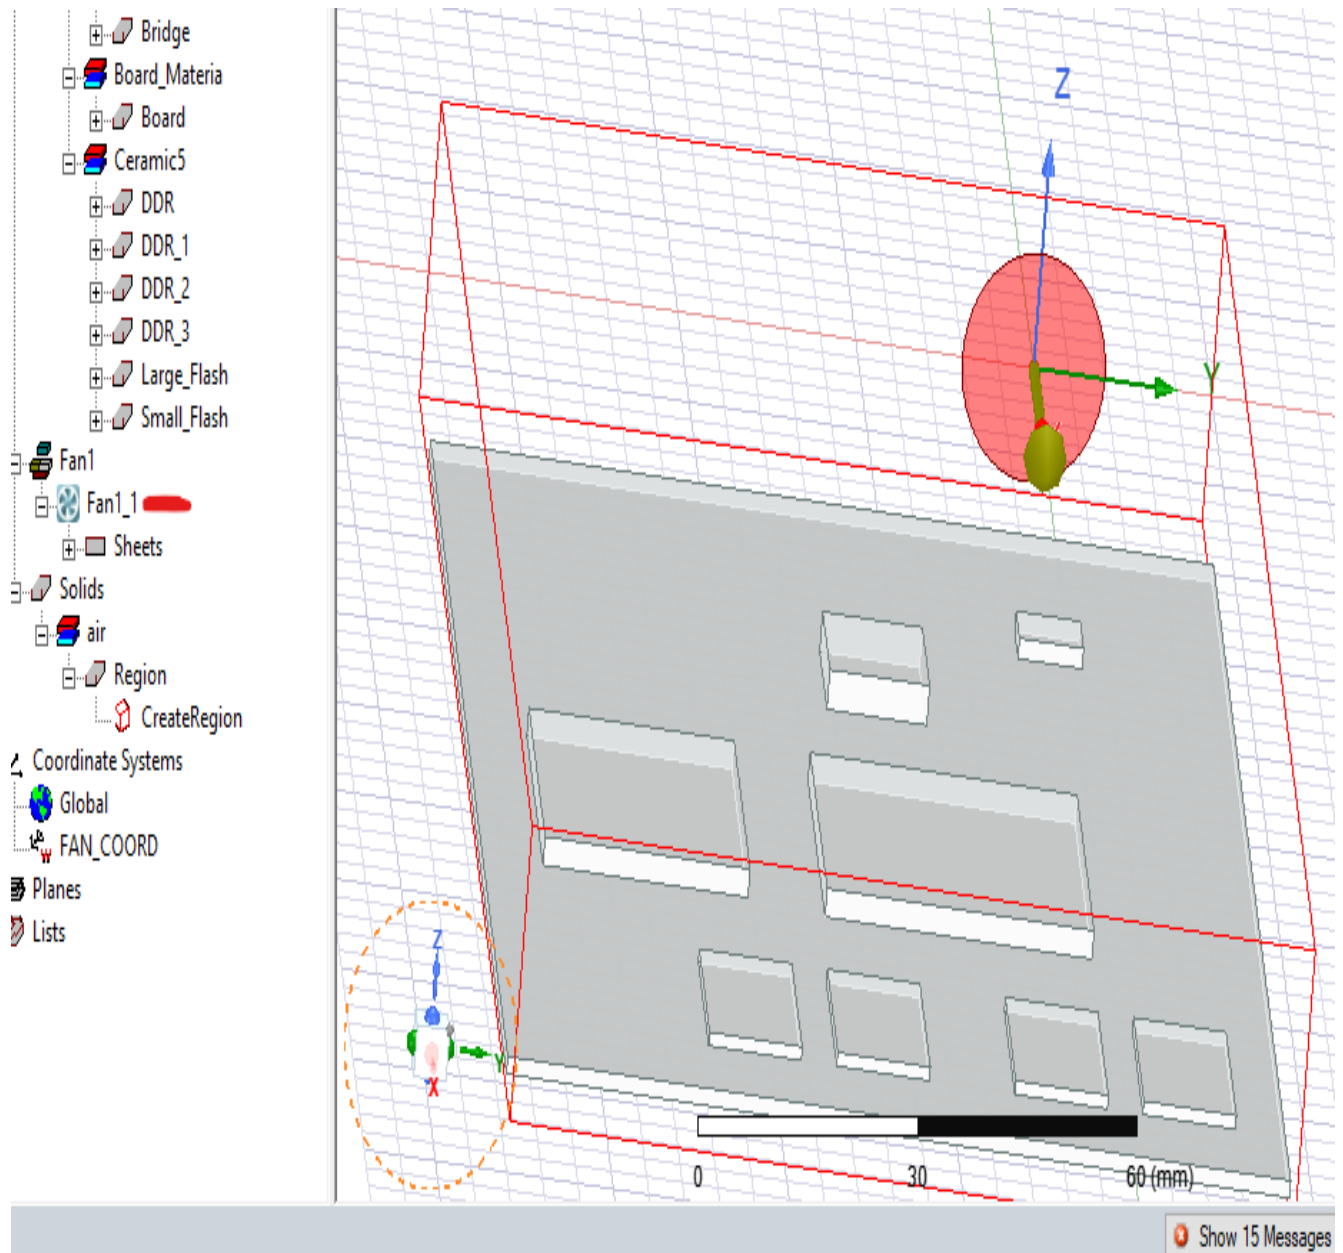 Bridge
Board_Materia
Board
Ceramic5
DDR
DDR_1
DDR_2
DDR_3
Large_Flash
Small_Flash
Fan1
Fan1_1
Sheets
Solids
air
Region
CreateRegion
Coordinate Systems
Global
FAN_COORD
Planes
Lists
Z
Y
Z
Y
X
0 30 60 (mm)
Show 15 Messages